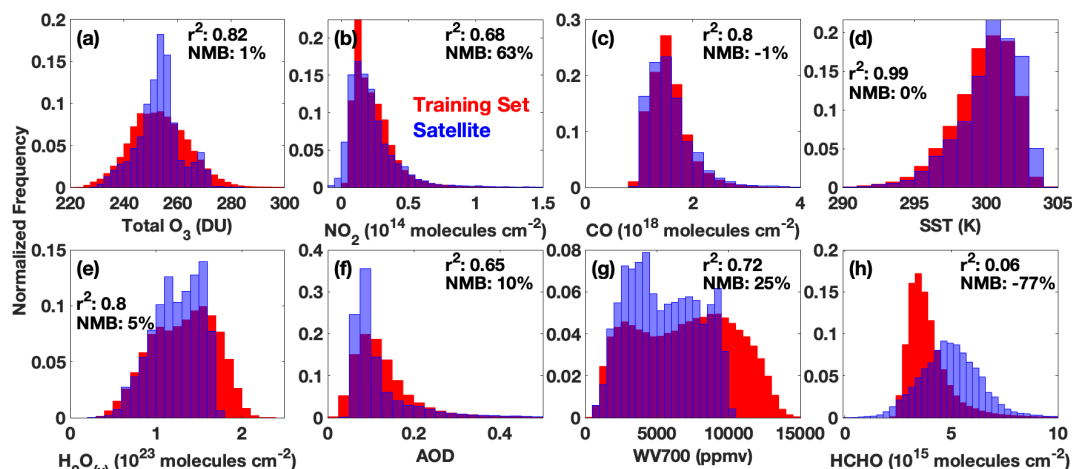 Normalized Frequency
(a)
r²: 0.82
NMB: 1%
0.2
0.15
0.1
0.05
0
220 240 260 280 300
Total O₃ (DU)
(b)
0.68
NMB: 63%
Training Set
Satellite
0.2
0.15
0.1
0.05
0
0 0.5 1 1.5
NO₂ (10¹⁴ molecules cm⁻²)
(c)
r²: 0.8
NMB: -1%
0.3
0.2
0.1
0
0 2 4
CO (10¹⁸ molecules cm⁻²)
(d)
r²: 0.99
NMB: 0%
0.2
0.15
0.1
0.05
0
290 295 300 305
SST (K)
(e)
r²: 0.8
NMB: 5%
0.15
0.1
0.05
0
0 1 2
(10²³ molecules cm⁻²)
(f)
r²: 0.65
NMB: 10%
0.4
0.3
0.2
0.1
0
0 0.2 0.4
AOD
(g)
r²: 0.72
NMB: 25%
0.08
0.06
0.04
0.02
0
0 5000 10000 15000
WV700 (ppmv)
(h)
r²: 0.06
NMB: -77%
0.2
0.15
0.1
0.05
0
0 5 10
HCHO (10¹⁵ molecules cm⁻²)